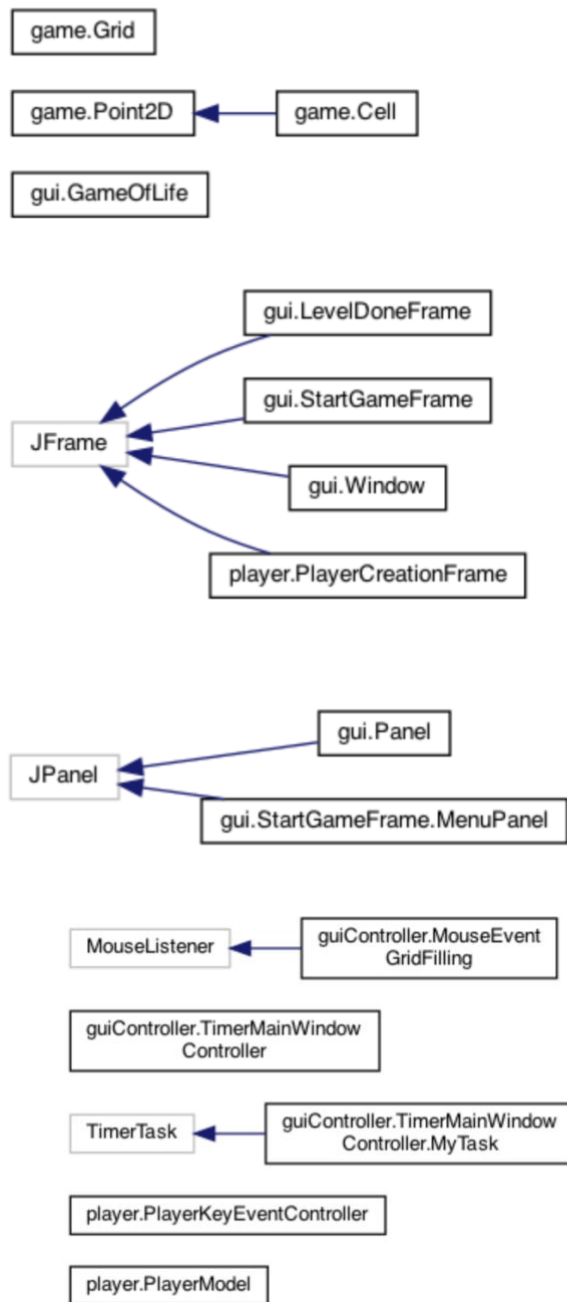 game.Grid
game.Point2D
game.Cell
gui.GameOfLife
gui.LevelDoneFrame
gui.StartGameFrame
JFrame
gui.Window
player.PlayerCreationFrame
gui.Panel
JPanel
gui.StartGameFrame.MenuPanel
MouseListener
guiController.MouseEvent
GridFilling
guiController.TimerMainWindow
Controller
TimerTask
guiController.TimerMainWindow
Controller.MyTask
player.PlayerKeyEventController
player.PlayerModel